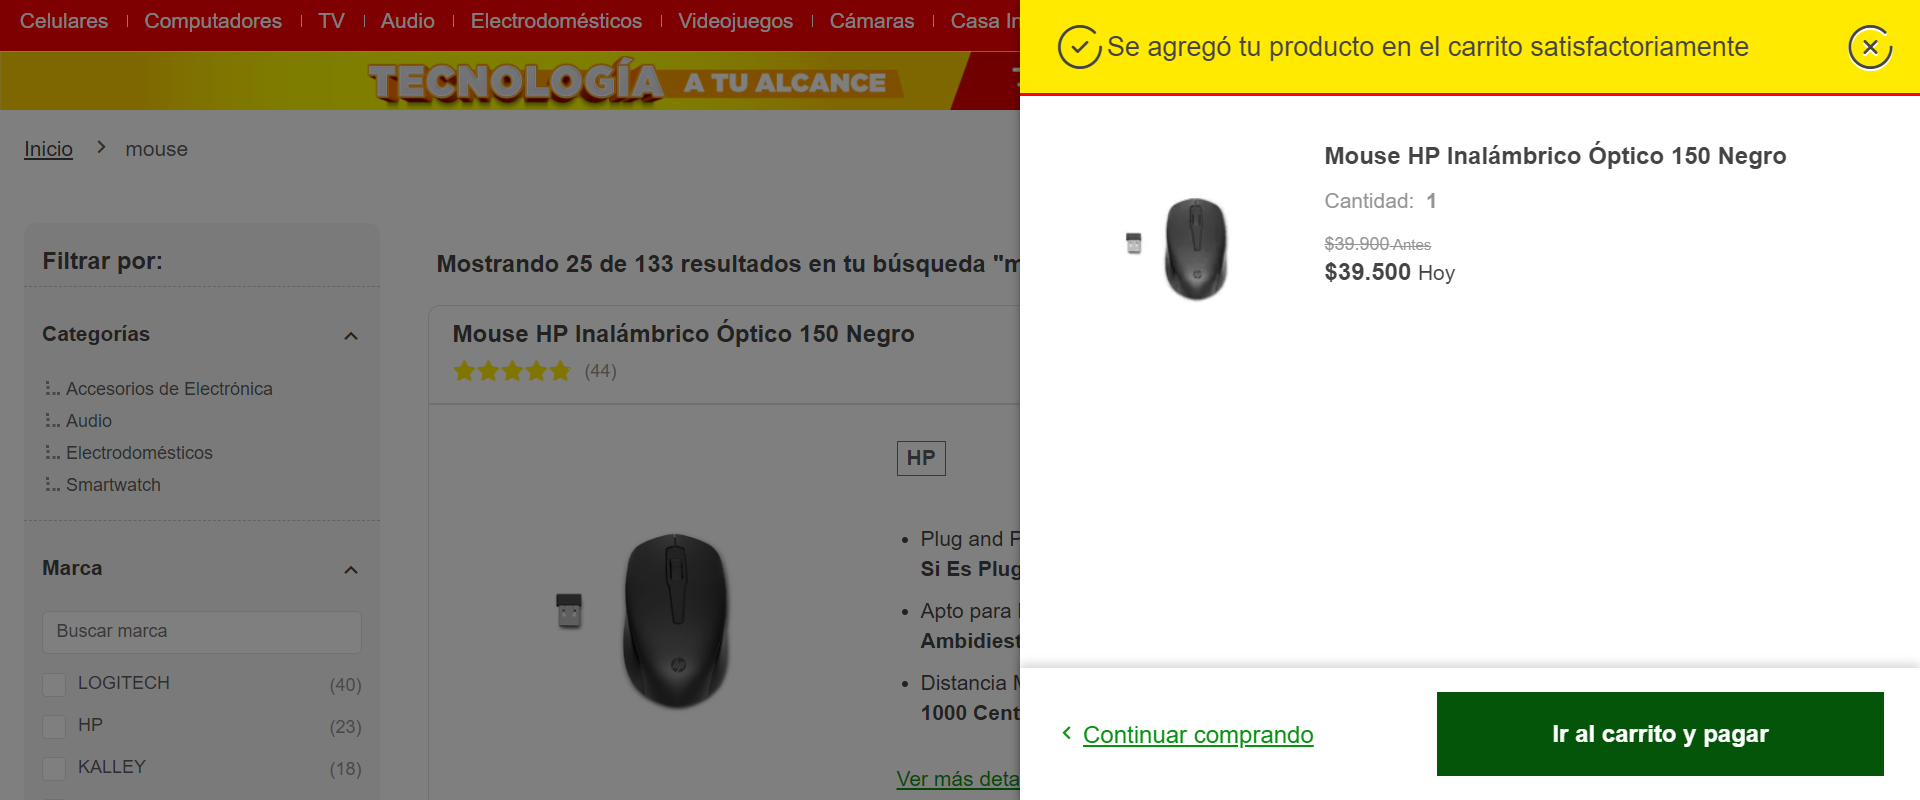 Celulares
Computadores
TV
Audio
Electrodomésticos
Videojuegos
Cámaras
Casa In
TECNOLOGÍA A TU ALCANCE
Inicio > mouse
Filtrar por:
Categorías
Accesorios de Electrónica
Audio
Electrodomésticos
Smartwatch
Marca
Buscar marca
LOGITECH (40)
HP (23)
KALLEY (18)
Mostrando 25 de 133 resultados en tu búsqueda "m
Mouse HP Inalámbrico Óptico 150 Negro
(44)
HP
Plug and P
Si Es Plug
Apto para
Ambidiest
Distancia M
1000 Cent
Ver más deta
Se agregó tu producto en el carrito satisfactoriamente
Mouse HP Inalámbrico Óptico 150 Negro
Cantidad: 1
$39.900 Antes
$39.500 Hoy
Continuar comprando
Ir al carrito y pagar